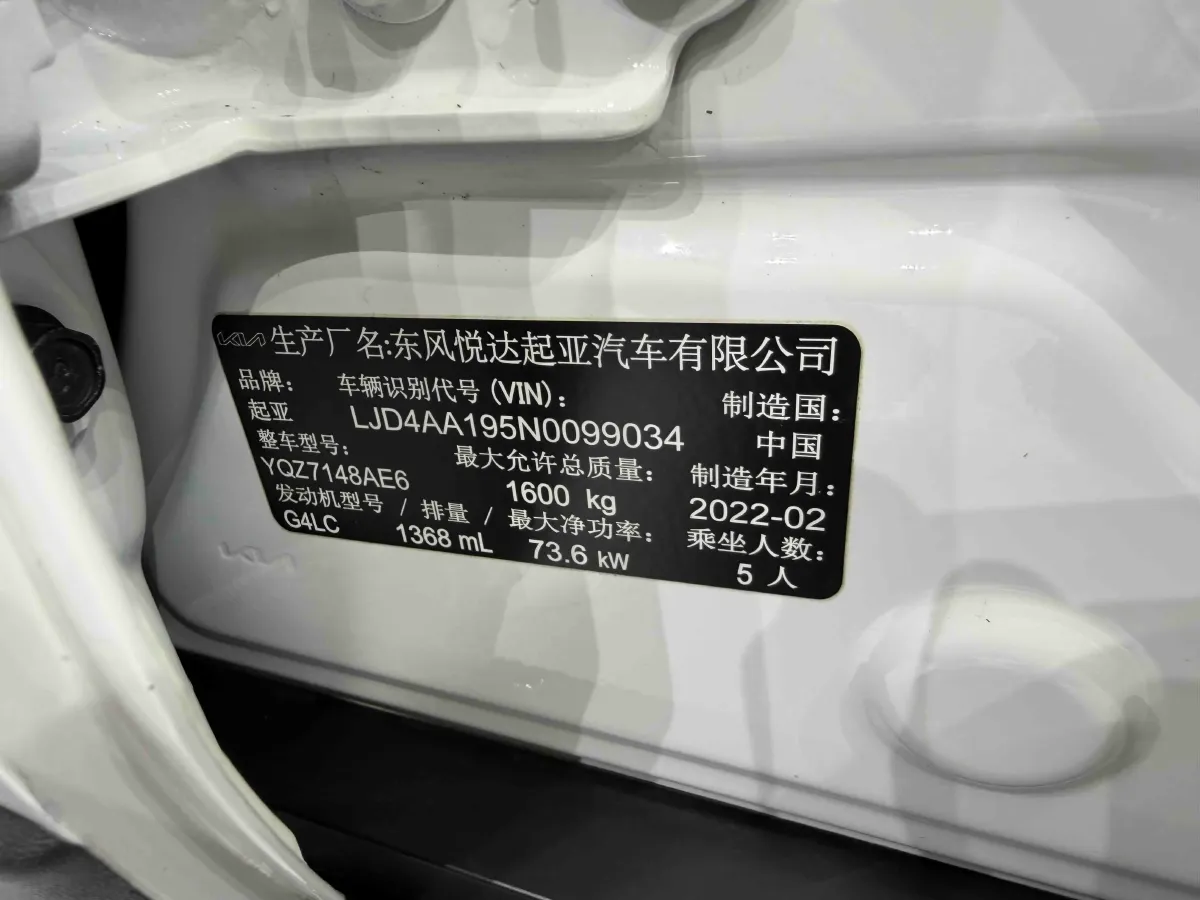 KIA 生产厂名:东风悦达起亚汽车有限公司
品牌: 车辆识别代号(VIN): 制造国:
起亚 LJD4AA195N0099034 中国
整车型号: 最大允许总质量: 制造年月:
YQZ7148AE6 1600 kg 2022-02
发动机型号 / 排量 / 最大净功率: 乘坐人数:
G4LC 1368 mL 73.6 kW 5 人
KIA